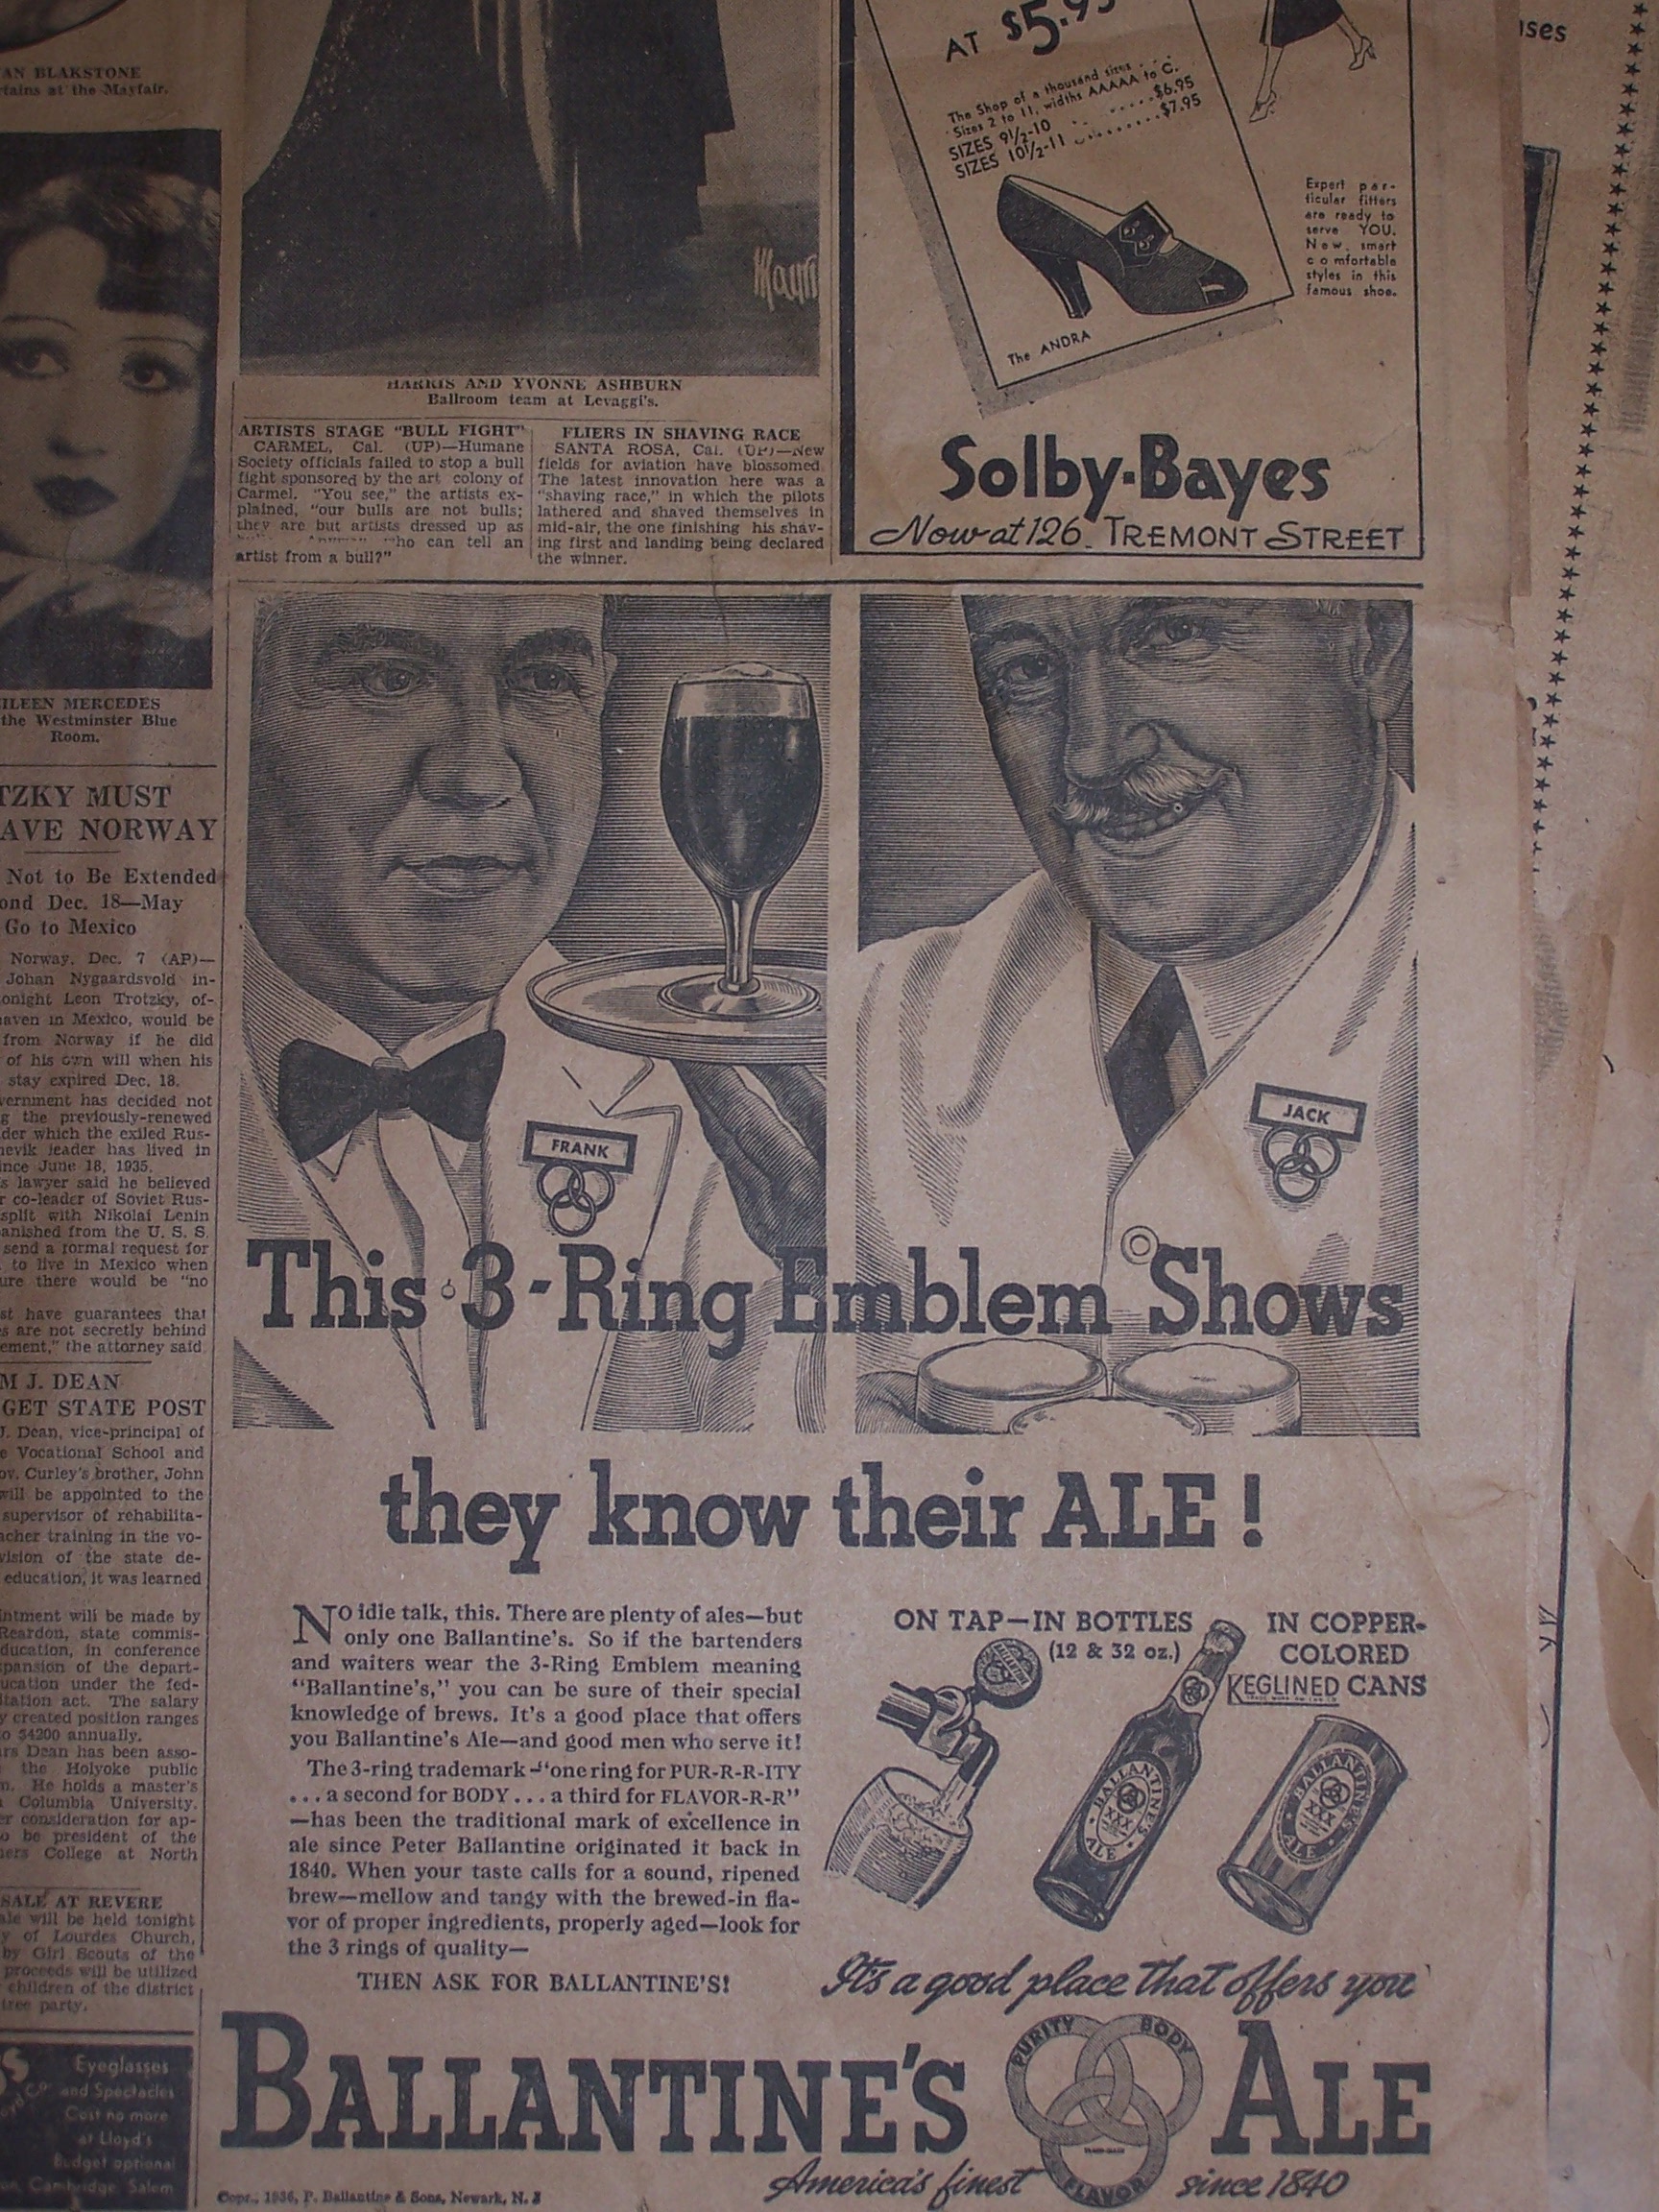 AN BLAKSTONE
tains at the Mayfair.
ILEEN MERCEDES
the Westminster Blue
Room.
TZKY MUST
AVE NORWAY
Not to Be Extended
ond Dec. 18—May
Go to Mexico
Norway, Dec. 7 (AP)—
Johan Nygaardsvold in-
onight Leon Trotzky, of-
aven in Mexico, would be
from Norway if he did
of his own will when his
stay expired Dec. 18.
vernment has decided not
g the previously-renewed
der which the exiled Rus-
hevik leader has lived in
ince June 18, 1935.
s lawyer said he believed
r co-leader of Soviet Rus-
split with Nikolai Lenin
anished from the U. S. S.
send a formal request for
to live in Mexico when
ure there would be "no
st have guarantees that
s are not secretly behind
ement," the attorney said
M J. DEAN
GET STATE POST
J. Dean, vice-principal of
e Vocational School and
ov. Curley's brother, John
will be appointed to the
supervisor of rehabilita-
acher training in the vo-
vision of the state de-
education, it was learned
intment will be made by
Reardon, state commis-
ducation, in conference
pansion of the depart-
ucation under the fed-
itation act. The salary
y created position ranges
o $4200 annually.
rs Dean has been asso-
the Holyoke public
m. He holds a master's
Columbia University.
er consideration for ap-
o be president of the
hers College at North
SALE AT REVERE
ale will be held tonight
y of Lourdes Church,
by Girl Scouts of the
proceeds will be utilized
children of the district
tree party.
Eyeglasses
and Spectacles
Cost no more
at Lloyd's
Budget optional
Cambridge, Salem
HARRIS AND YVONNE ASHBURN
Ballroom team at Levaggi's.
ARTISTS STAGE "BULL FIGHT"
CARMEL, Cal. (UP)—Humane
Society officials failed to stop a bull
fight sponsored by the art colony of
Carmel. "You see," the artists ex-
plained, "our bulls are not bulls;
they are but artists dressed up as
who can tell an
artist from a bull?"
FLIERS IN SHAVING RACE
SANTA ROSA, Cal. (UP)—New
fields for aviation have blossomed.
The latest innovation here was a
"shaving race," in which the pilots
lathered and shaved themselves in
mid-air, the one finishing his shav-
ing first and landing being declared
the winner.
AT $5.95
The Shop of a thousand sizes . . .
Sizes 2 to 11, widths AAAAA to C.
SIZES 9½-10 . . . . . . $6.95
SIZES 10½-11 . . . . . . . . $7.95
The ANDRA
Expert par-
ticular fitters
are ready to
serve YOU.
New, smart
comfortable
styles in this
famous shoe.
Solby-Bayes
Now at 126 TREMONT STREET
FRANK
JACK
This 3-Ring Emblem Shows
they know their ALE!
No idle talk, this. There are plenty of ales—but
only one Ballantine's. So if the bartenders
and waiters wear the 3-Ring Emblem meaning
"Ballantine's," you can be sure of their special
knowledge of brews. It's a good place that offers
you Ballantine's Ale—and good men who serve it!
The 3-ring trademark—"one ring for PUR-R-R-ITY
. . . a second for BODY . . . a third for FLAVOR-R-R"
—has been the traditional mark of excellence in
ale since Peter Ballantine originated it back in
1840. When your taste calls for a sound, ripened
brew—mellow and tangy with the brewed-in fla-
vor of proper ingredients, properly aged—look for
the 3 rings of quality—
THEN ASK FOR BALLANTINE'S!
ON TAP—IN BOTTLES
(12 & 32 oz.)
IN COPPER-
COLORED
KEGLINED CANS
BALLANTINE'S
XXX
ALE
BALLANTINE'S
XXX
ALE
It's a good place that offers you
BALLANTINE'S ALE
PURITY BODY
FLAVOR
America's finest since 1840
Copr., 1936, P. Ballantine & Sons, Newark, N. J.